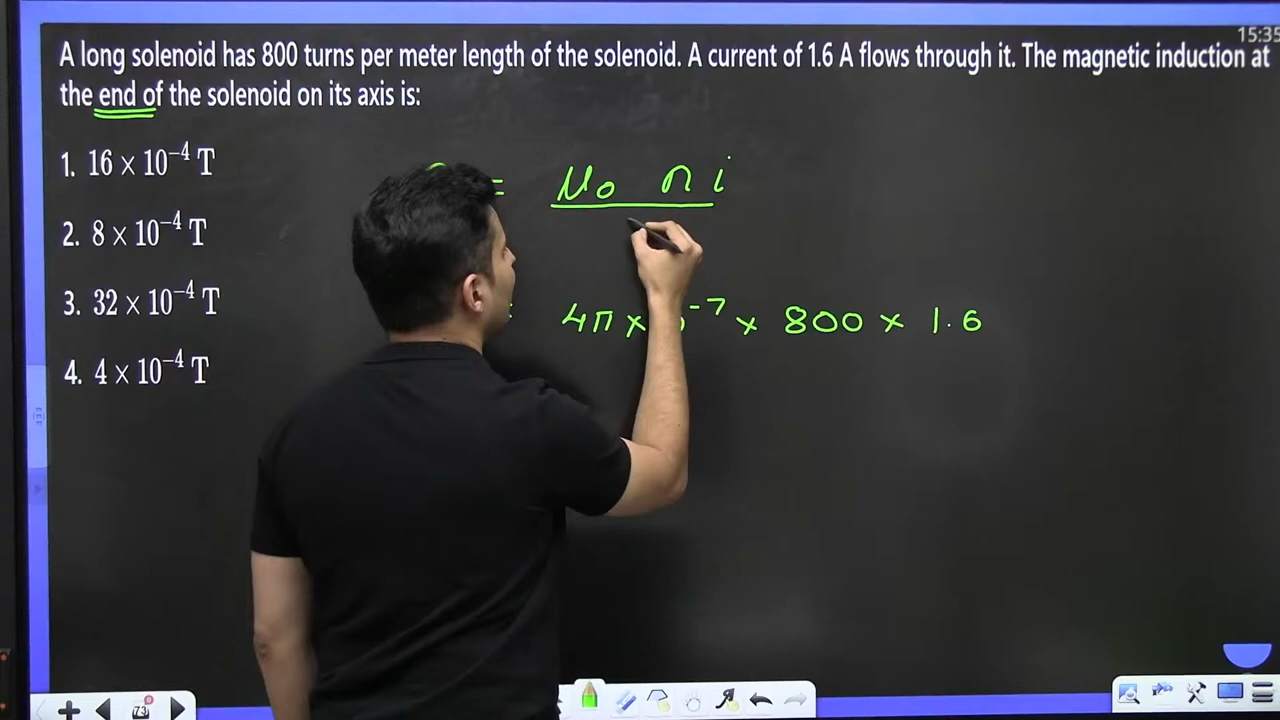 15:35
A long solenoid has 800 turns per meter length of the solenoid. A current of 1.6 A flows through it. The magnetic induction at
the end of the solenoid on its axis is:
1. 16 × 10⁻⁴ T
= μ₀ n i
2. 8 × 10⁻⁴ T
3. 32 × 10⁻⁴ T
4π × ⁻⁷ × 800 × 1.6
4. 4 × 10⁻⁴ T
73